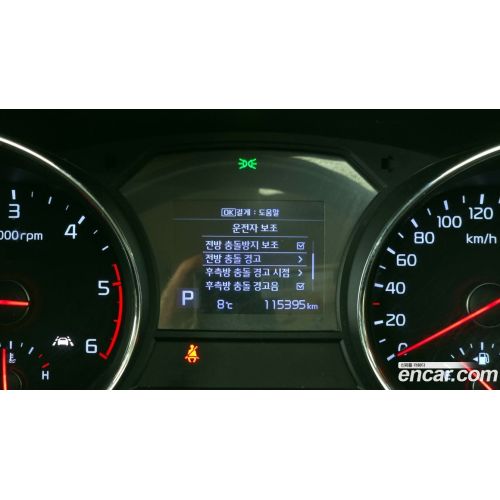 OK 길게 : 도움말
운전자 보조
전방 충돌방지 보조
전방 충돌 경고
후측방 충돌 경고 시점
후측방 충돌 경고음
P 8℃ 115395 km
3 4 5 6
000rpm
H
0 20 40 60 80 100 120
km/h
encar.com